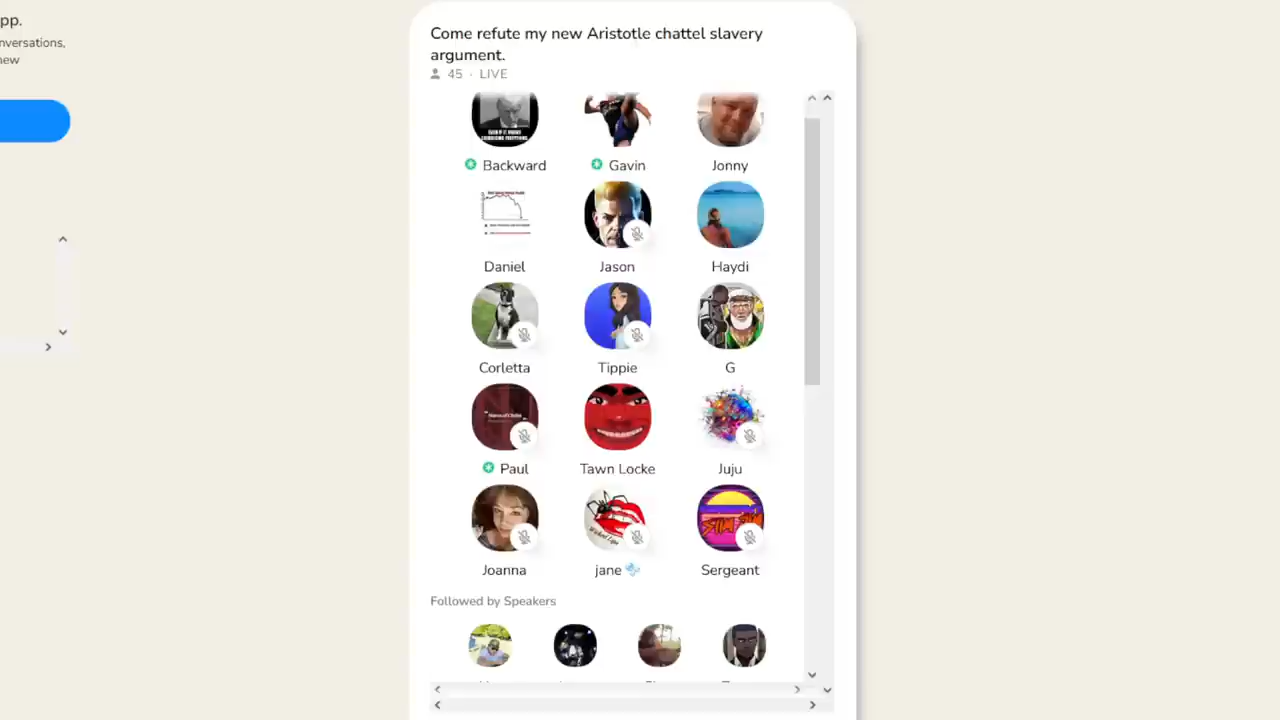 pp.
nversations,
new
Come refute my new Aristotle chattel slavery
argument.
45 · LIVE
Backward
Gavin
Jonny
Daniel
Jason
Haydi
Corletta
Tippie
G
Paul
Tawn Locke
Juju
Joanna
jane
Sergeant
Followed by Speakers